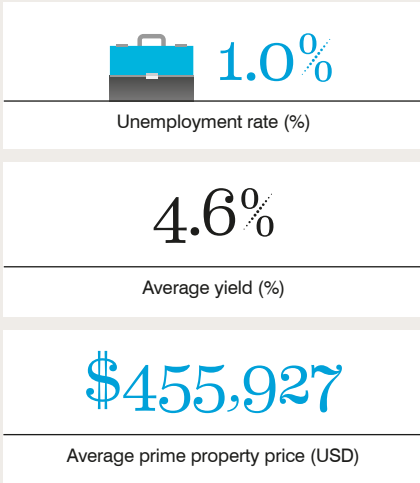 1.0%
Unemployment rate (%)
4.6%
Average yield (%)
$455,927
Average prime property price (USD)